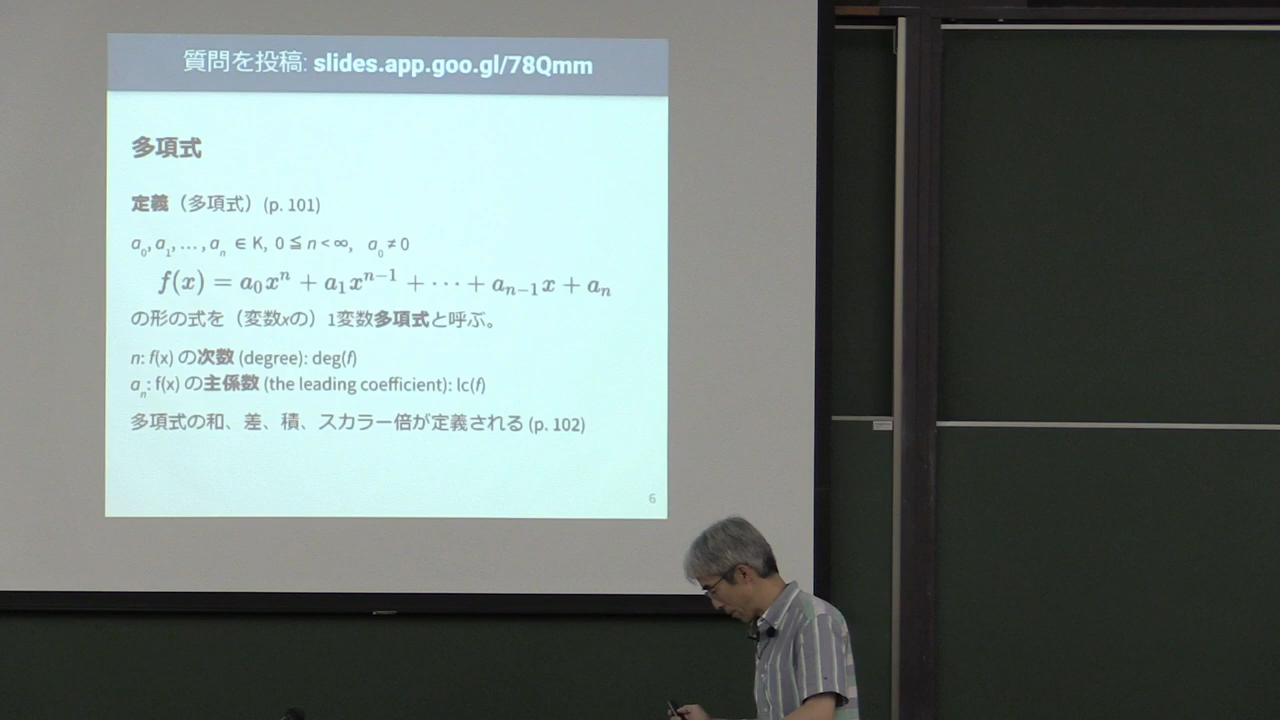 質問を投稿: slides.app.goo.gl/78Qmm
多項式
定義（多項式）(p. 101)
a₀, a₁, … , aₙ ∈ K, 0 ≦ n < ∞, a₀ ≠ 0
f(x) = a₀xⁿ + a₁xⁿ⁻¹ + ⋯ + aₙ₋₁x + aₙ
の形の式を（変数xの）1変数多項式と呼ぶ。
n: f(x) の次数 (degree): deg(f)
aₙ: f(x) の主係数 (the leading coefficient): lc(f)
多項式の和、差、積、スカラー倍が定義される (p. 102)
6